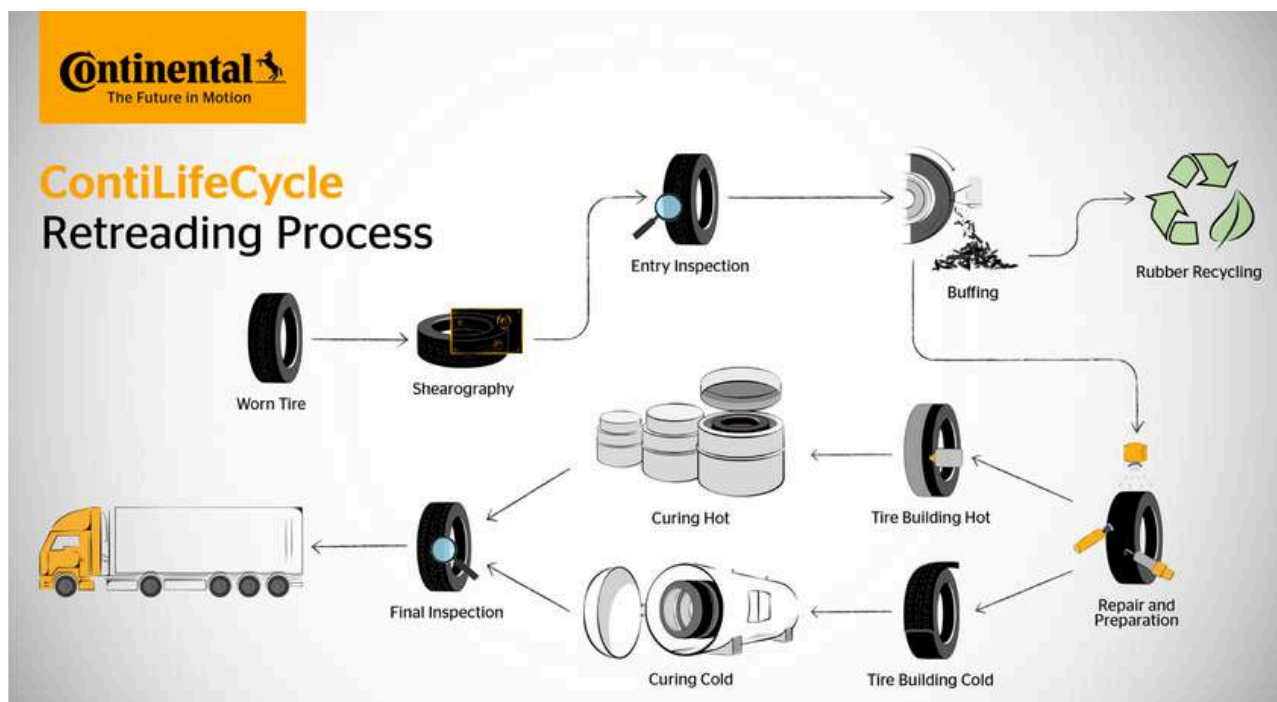 Continental
The Future in Motion
ContiLifeCycle
Retreading Process
Worn Tire
Shearography
Entry Inspection
Buffing
Rubber Recycling
Repair and
Preparation
Tire Building Hot
Curing Hot
Tire Building Cold
Curing Cold
Final Inspection